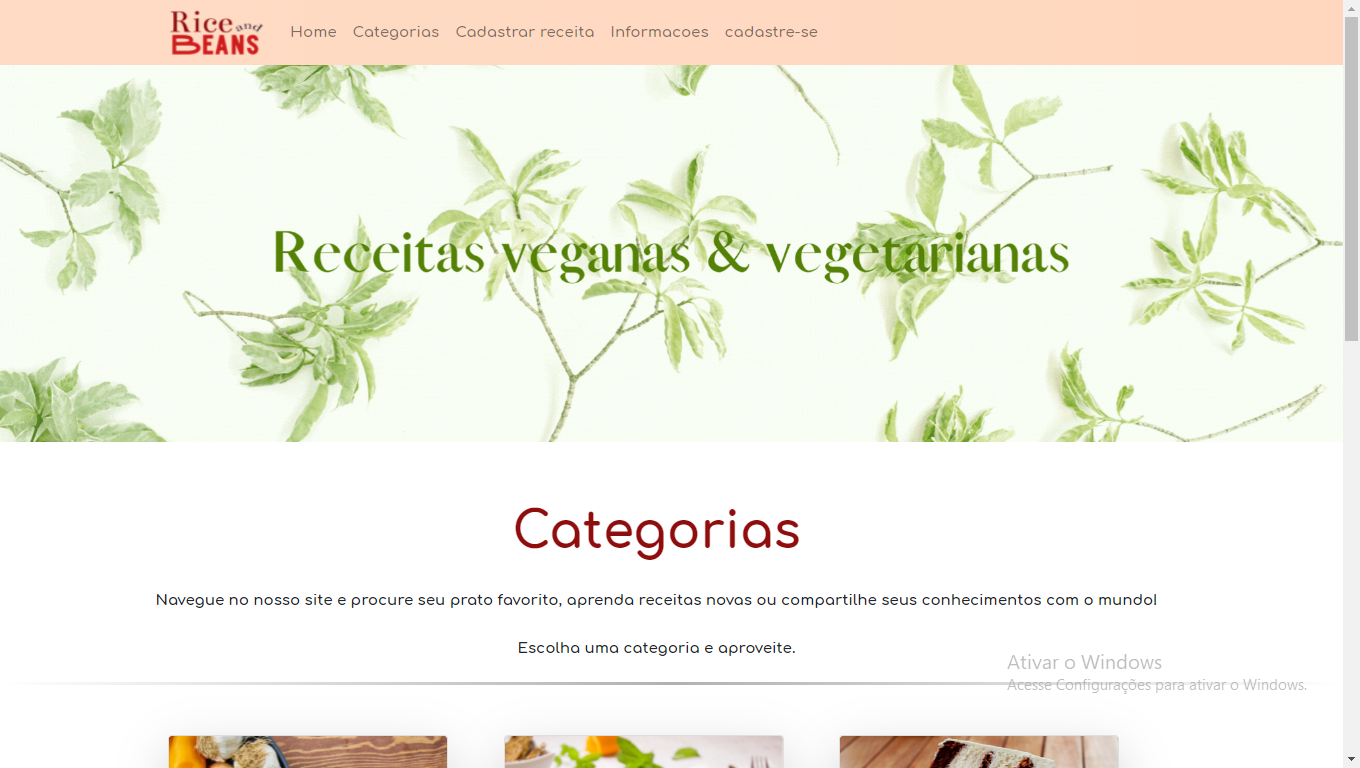 Rice and
BEANS
Home Categorias Cadastrar receita Informacoes cadastre-se
Receitas veganas & vegetarianas
Categorias
Navegue no nosso site e procure seu prato favorito, aprenda receitas novas ou compartilhe seus conhecimentos com o mundo!
Escolha uma categoria e aproveite.
Ativar o Windows
Acesse Configurações para ativar o Windows.